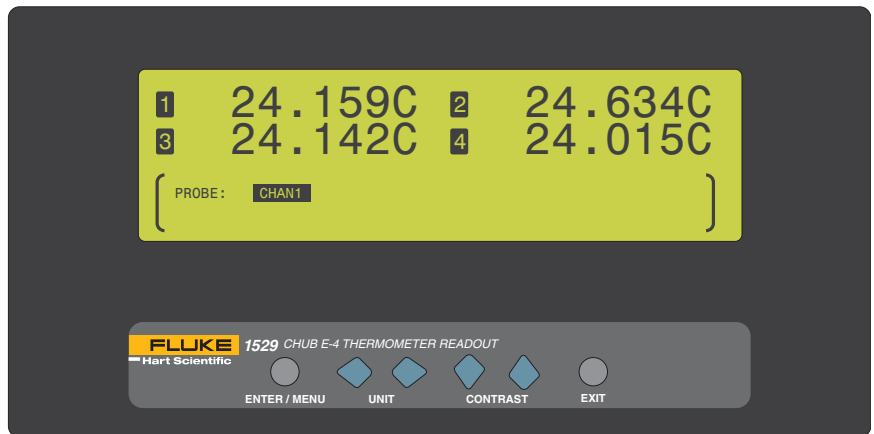 1 24.159C 2 24.634C
3 24.142C 4 24.015C
PROBE: CHAN1
FLUKE 1529 CHUB E-4 THERMOMETER READOUT
Hart Scientific
ENTER / MENU UNIT CONTRAST EXIT